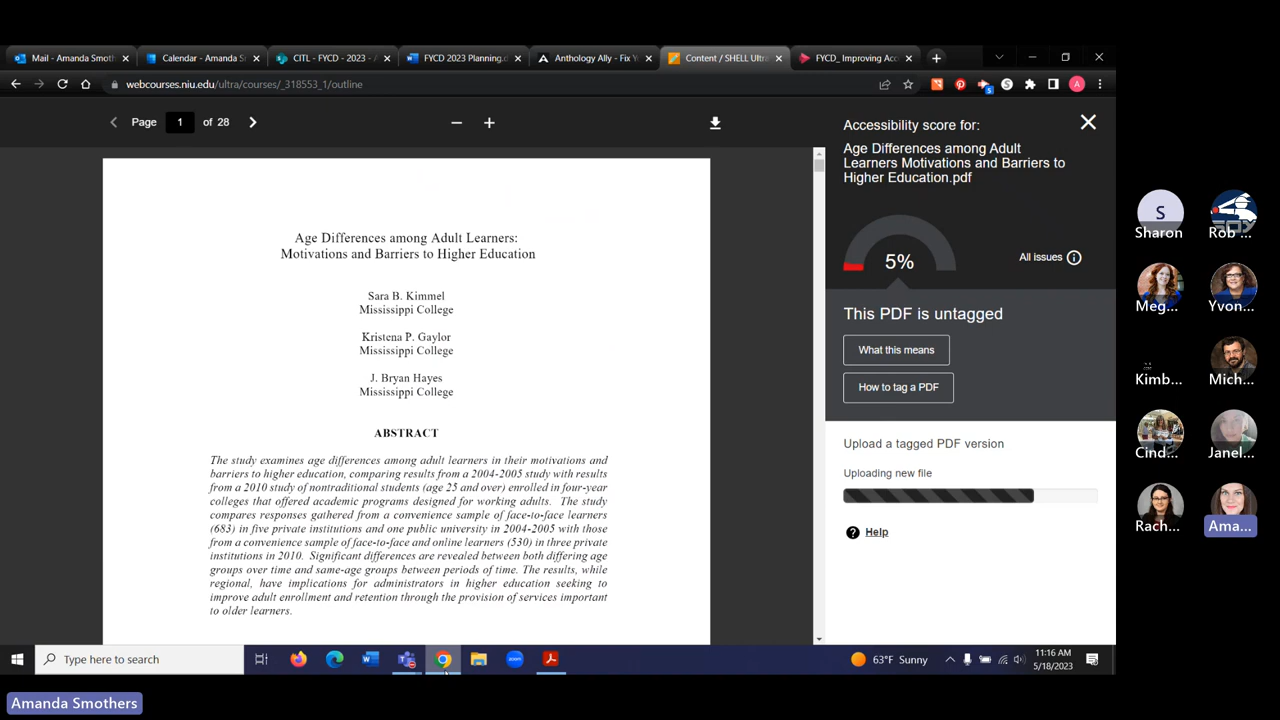 Mail - Amanda Smothers
Calendar - Amanda S
CITL - FYCD - 2023 - A
FYCD 2023 Planning.d
Anthology Ally - Fix Y
Content / SHELL Ultra
FYCD_ Improving Acc
webcourses.niu.edu/ultra/courses/_318553_1/outline
Page 1 of 28
Age Differences among Adult Learners:
Motivations and Barriers to Higher Education
Sara B. Kimmel
Mississippi College
Kristena P. Gaylor
Mississippi College
J. Bryan Hayes
Mississippi College
ABSTRACT
The study examines age differences among adult learners in their motivations and
barriers to higher education, comparing results from a 2004-2005 study with results
from a 2010 study of nontraditional students (age 25 and over) enrolled in four-year
colleges that offered academic programs designed for working adults. The study
compares responses gathered from a convenience sample of face-to-face learners
(683) in five private institutions and one public university in 2004-2005 with those
from a convenience sample of face-to-face and online learners (530) in three private
institutions in 2010. Significant differences are revealed between both differing age
groups over time and same-age groups between periods of time. The results, while
regional, have implications for administrators in higher education seeking to
improve adult enrollment and retention through the provision of services important
to older learners.
Accessibility score for:
Age Differences among Adult
Learners Motivations and Barriers to
Higher Education.pdf
5%
All issues
This PDF is untagged
What this means
How to tag a PDF
Upload a tagged PDF version
Uploading new file
Help
S
Sharon
Rob ...
Meg...
Yvon...
Kimb...
Mich...
Cind...
Janel...
Rach...
Ama...
Type here to search
63°F Sunny
11:16 AM
5/18/2023
Amanda Smothers